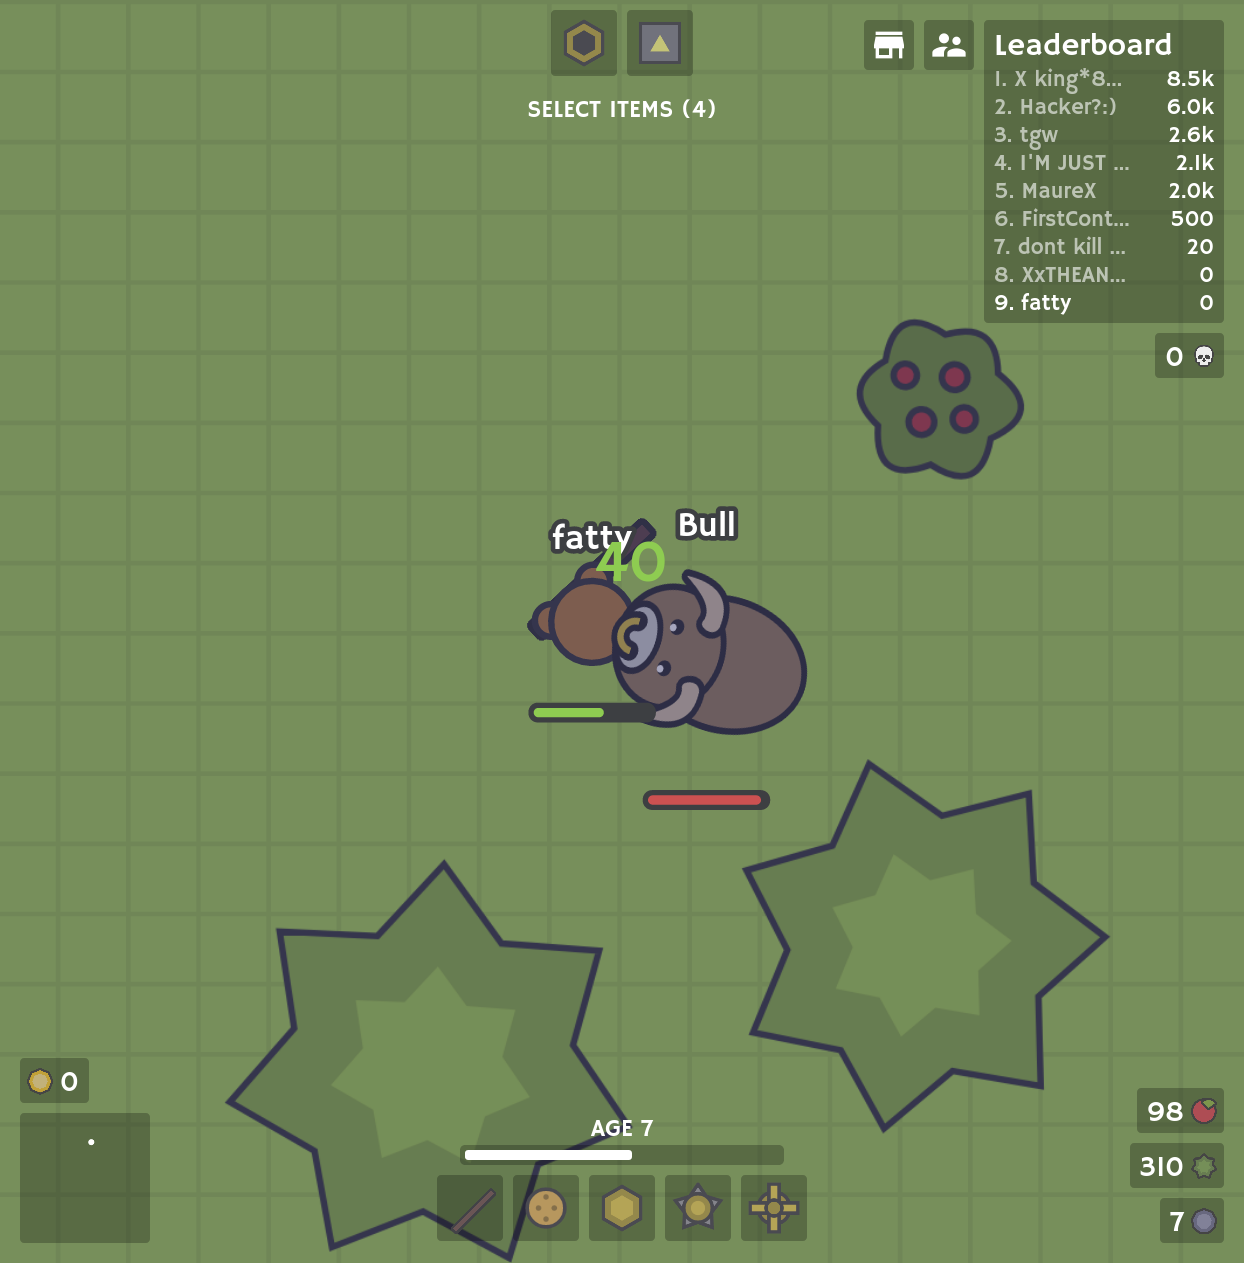 SELECT ITEMS (4)
Leaderboard
1. X king*8... 8.5k
2. Hacker?:) 6.0k
3. tgw 2.6k
4. I'M JUST ... 2.1k
5. MaureX 2.0k
6. FirstCont... 500
7. dont kill ... 20
8. XxTHEAN... 0
9. fatty 0
0
Bull
fatty
40
0
98
AGE 7
310
7